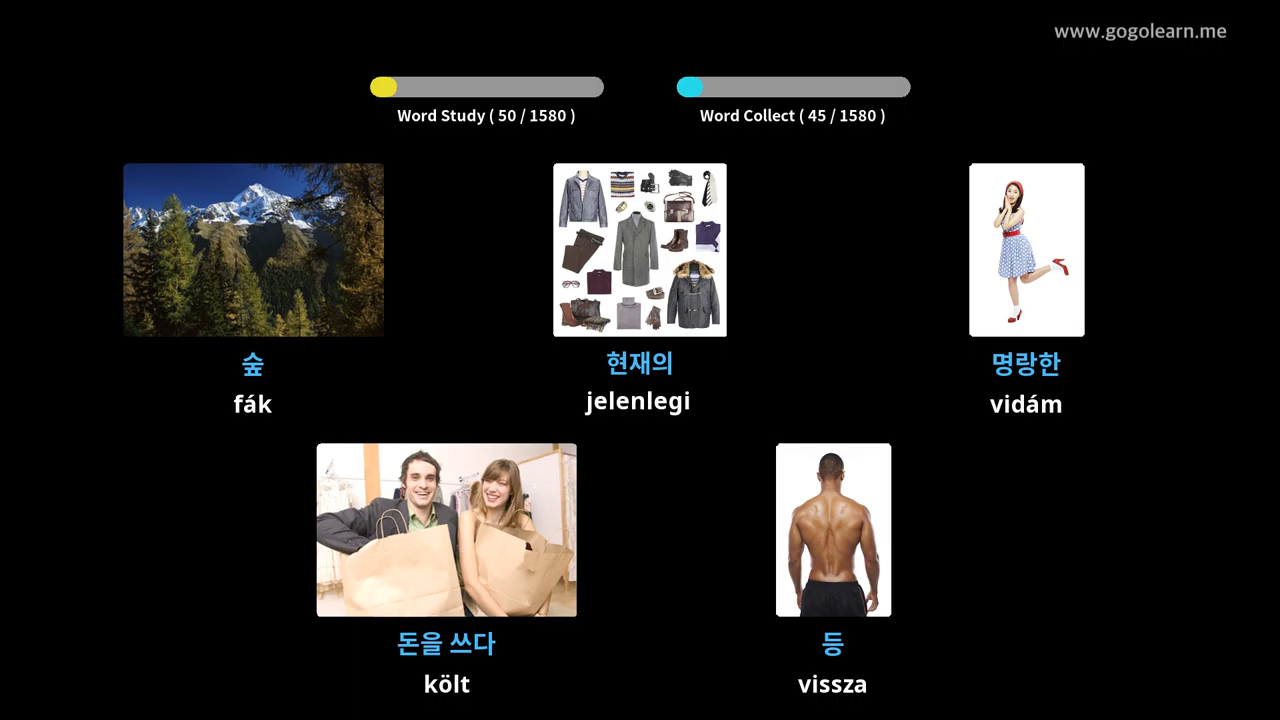 www.gogolearn.me
Word Study ( 50 / 1580 )
Word Collect ( 45 / 1580 )
숲
fák
현재의
jelenlegi
명랑한
vidám
돈을 쓰다
költ
등
vissza